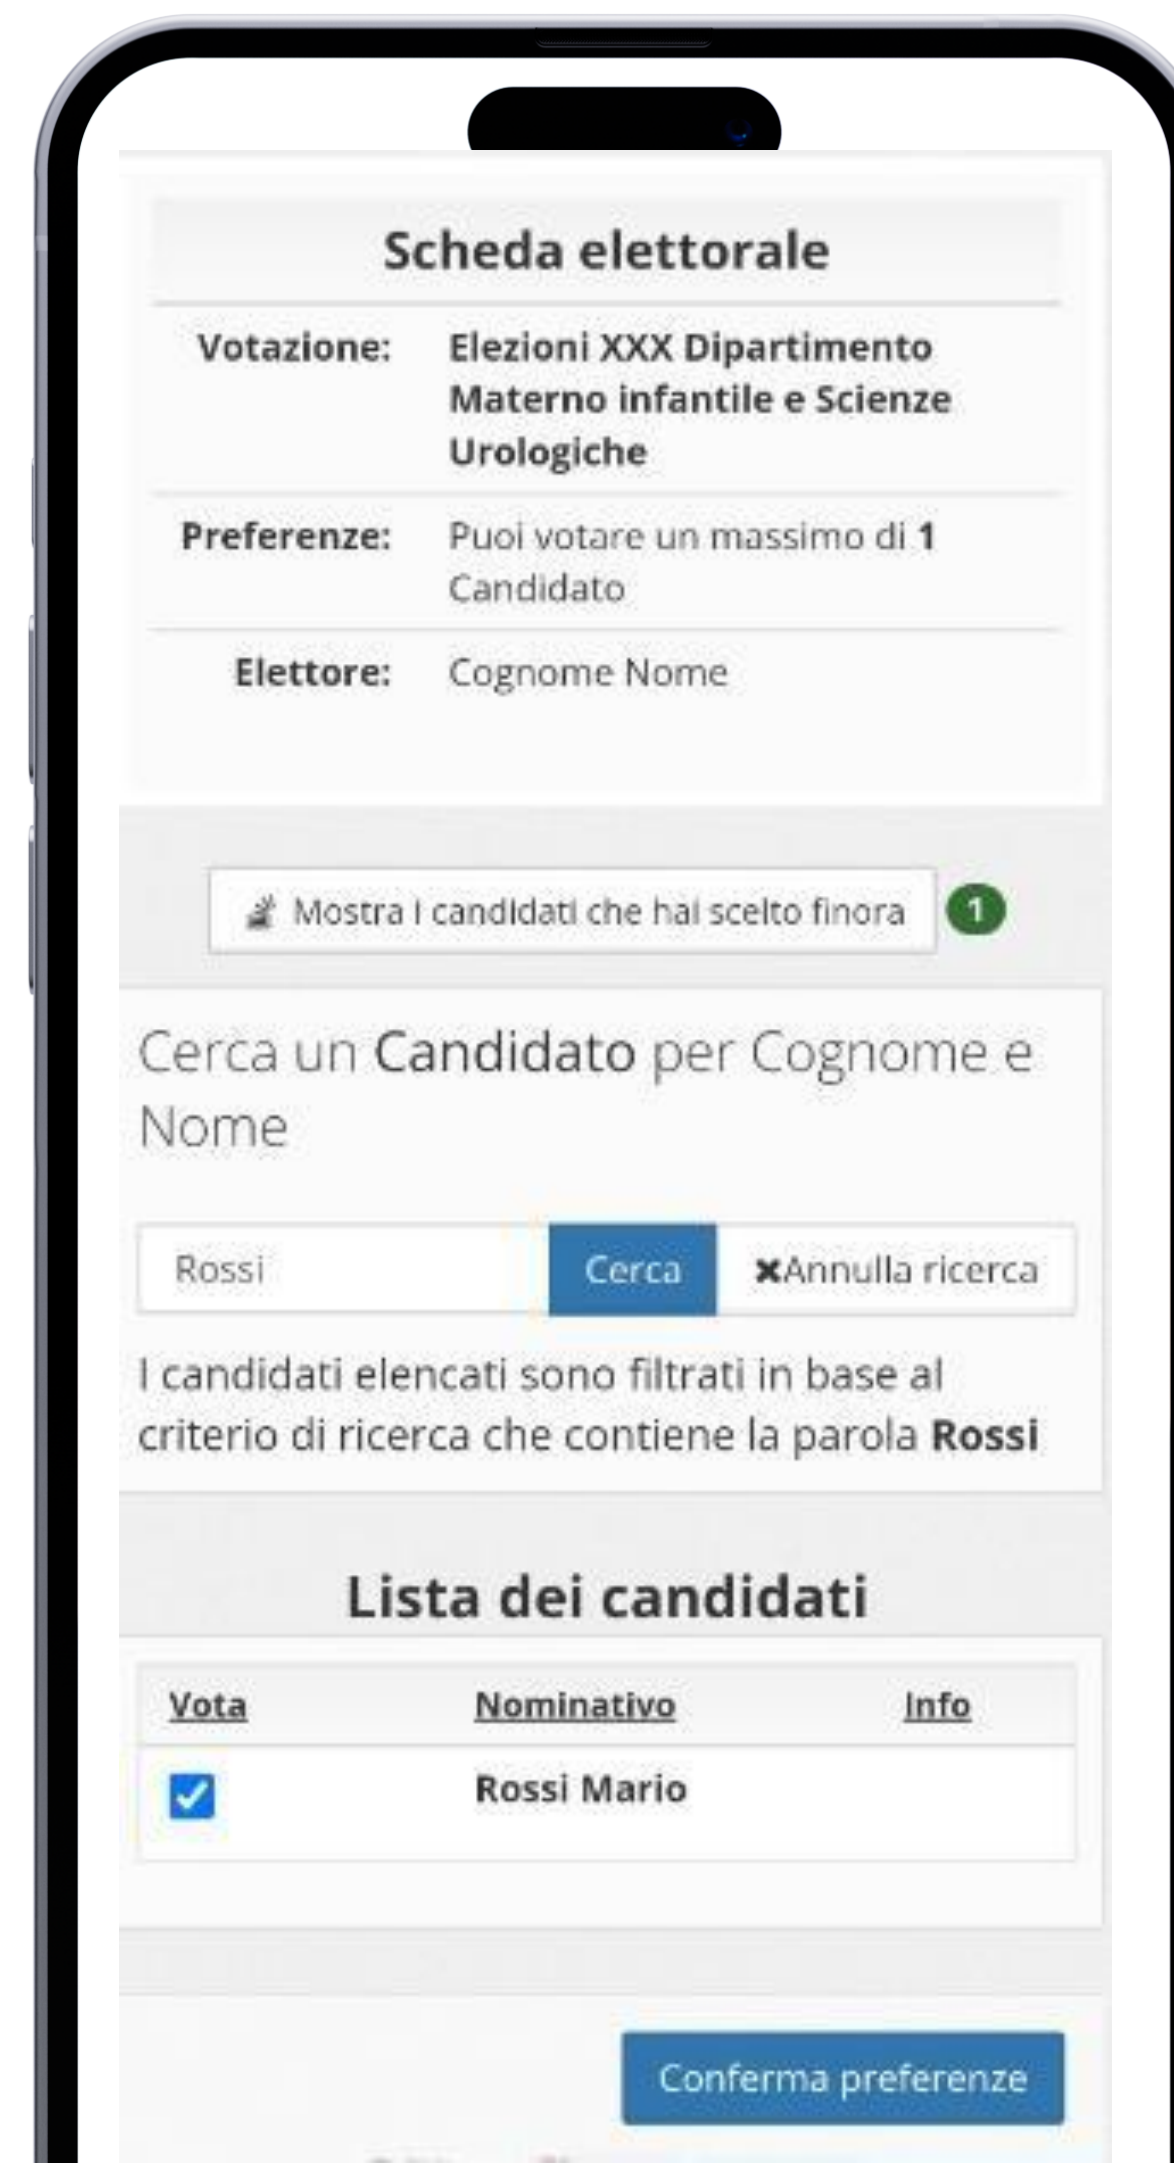 Scheda elettorale
Votazione: Elezioni XXX Dipartimento
Materno infantile e Scienze
Urologiche
Preferenze: Puoi votare un massimo di 1
Candidato
Elettore: Cognome Nome
Mostra i candidati che hai scelto finora 1
Cerca un Candidato per Cognome e
Nome
Rossi Cerca ✖Annulla ricerca
I candidati elencati sono filtrati in base al
criterio di ricerca che contiene la parola Rossi
Lista dei candidati
Vota Nominativo Info
Rossi Mario
Conferma preferenze